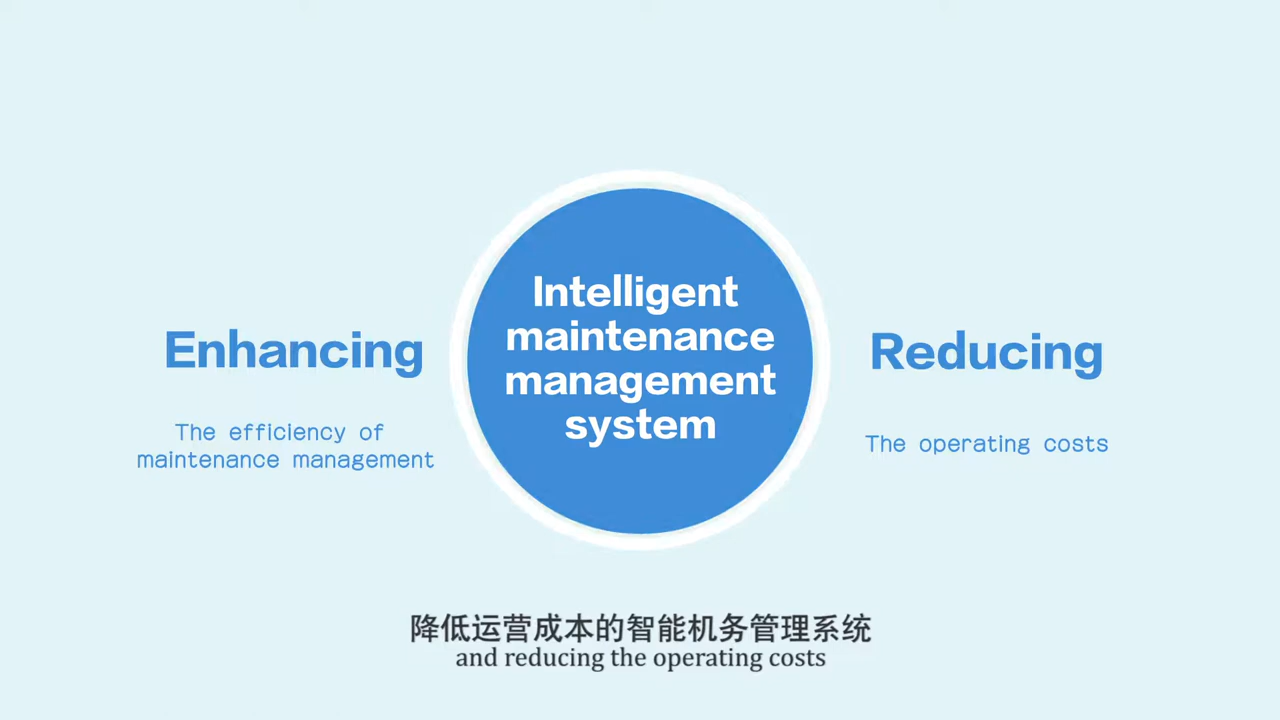 Enhancing
The efficiency of
maintenance management
Intelligent
maintenance
management
system
Reducing
The operating costs
降低运营成本的智能机务管理系统
and reducing the operating costs